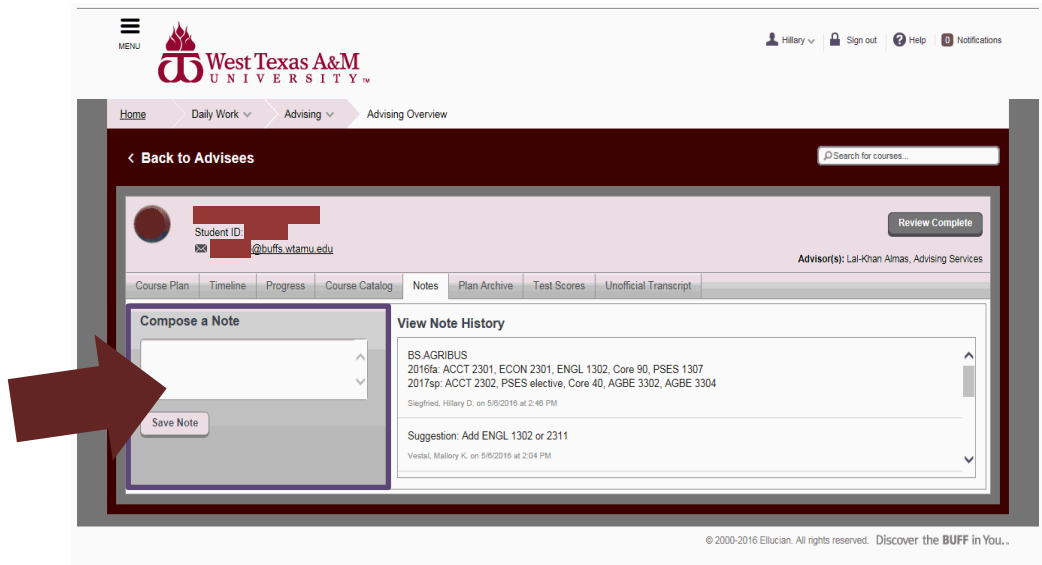 MENU
West Texas A&M
UNIVERSITY TM
Hillary
Sign out
? Help
0 Notifications
Home
Daily Work
Advising
Advising Overview
< Back to Advisees
Search for courses...
Student ID:
@buffs.wtamu.edu
Review Complete
Advisor(s): Lal-Khan Almas, Advising Services
Course Plan
Timeline
Progress
Course Catalog
Notes
Plan Archive
Test Scores
Unofficial Transcript
Compose a Note
Save Note
View Note History
BS.AGRIBUS
2016fa: ACCT 2301, ECON 2301, ENGL 1302, Core 90, PSES 1307
2017sp: ACCT 2302, PSES elective, Core 40, AGBE 3302, AGBE 3304
Siegfried, Hillary D. on 5/6/2016 at 2:46 PM
Suggestion: Add ENGL 1302 or 2311
Vestal, Mallory K. on 5/6/2016 at 2:04 PM
© 2000-2016 Ellucian. All rights reserved. Discover the BUFF in You...